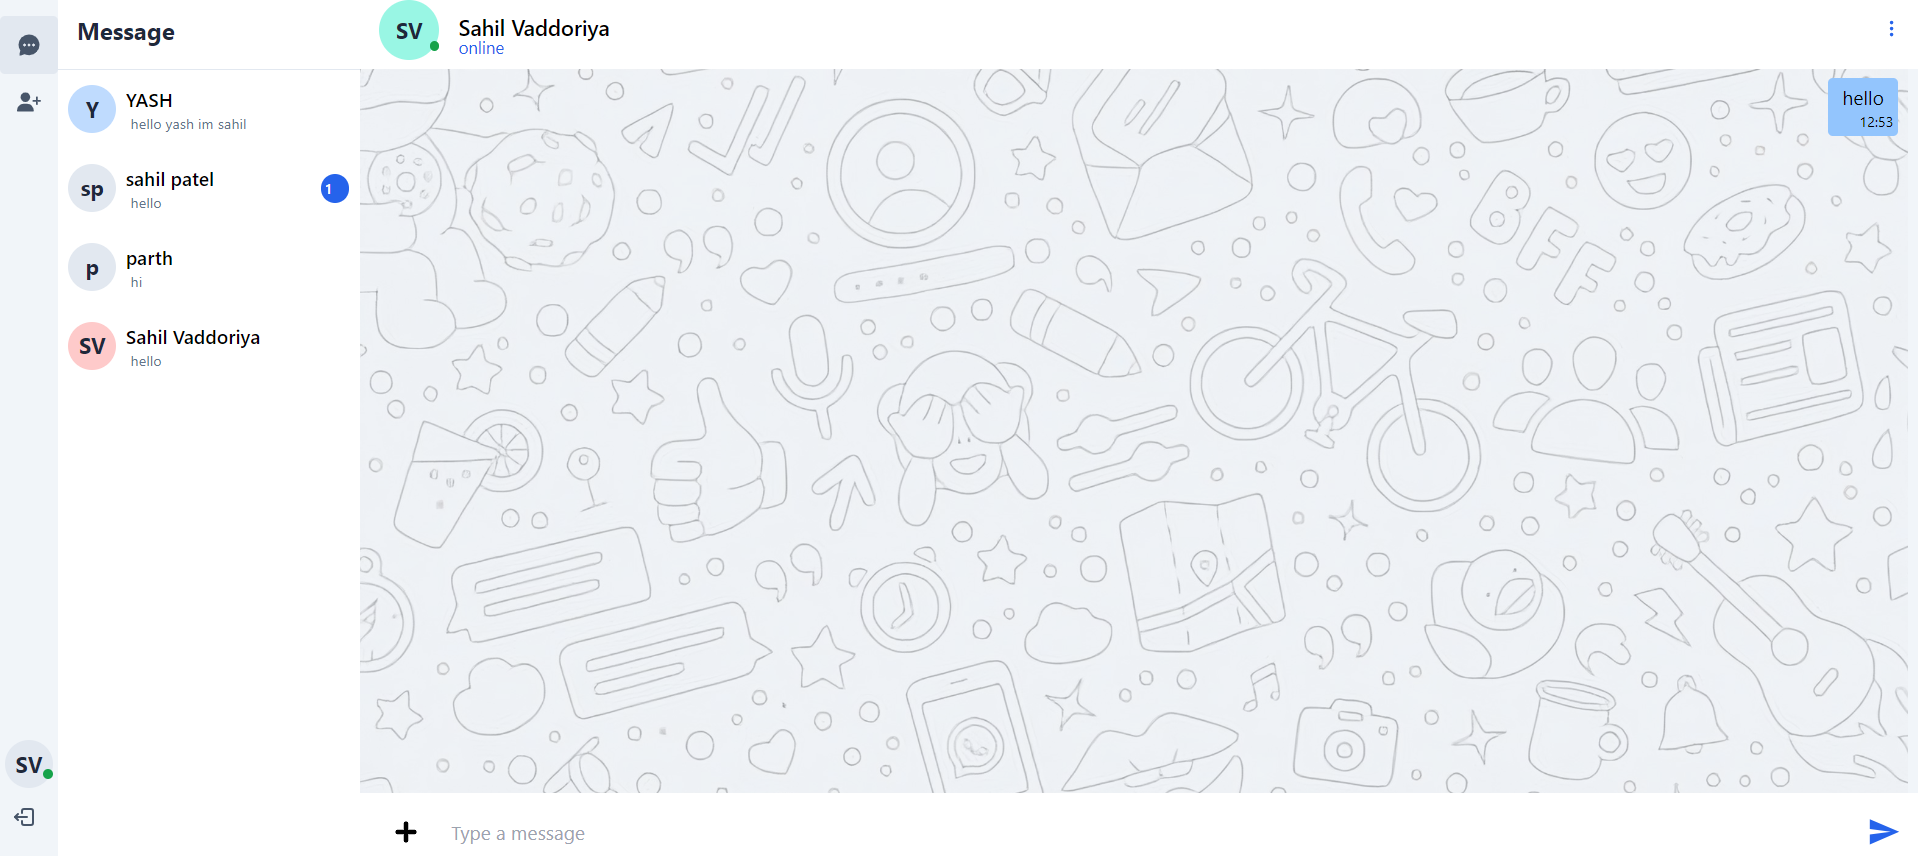 Message
Y
YASH
hello yash im sahil
sp
sahil patel
hello
1
p
parth
hi
SV
Sahil Vaddoriya
hello
SV
SV
Sahil Vaddoriya
online
hello
12:53
BFF
Type a message